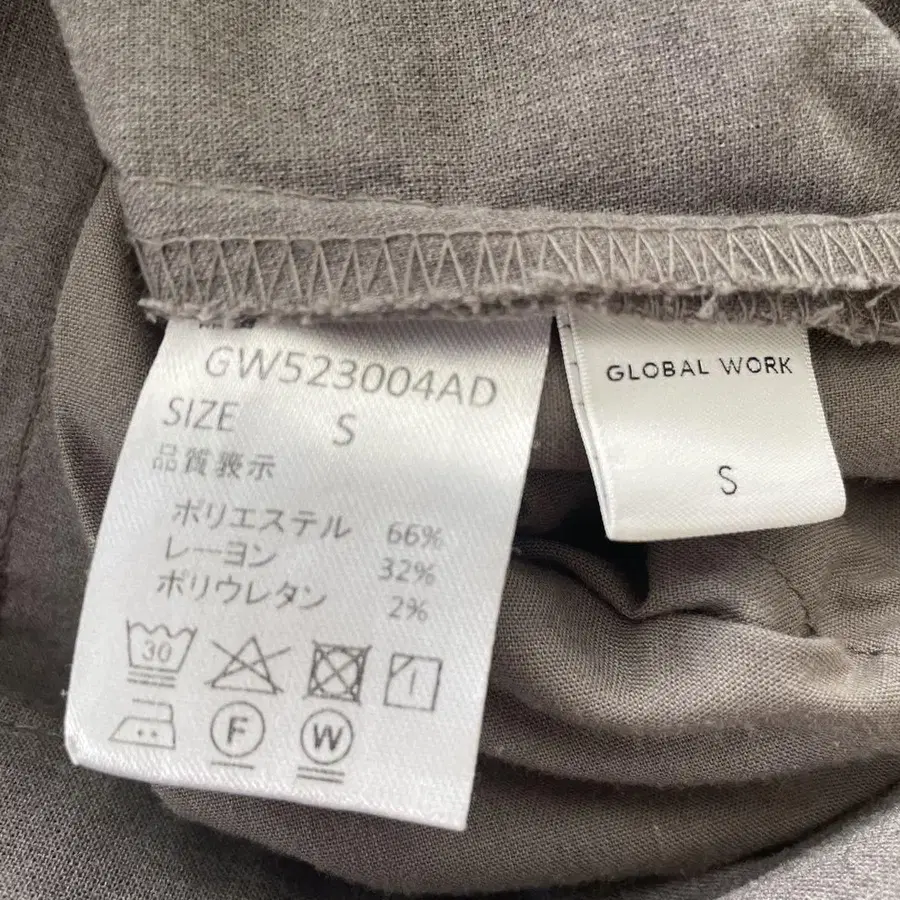 GW523004AD
SIZE S
品質表示
ポリエステル 66%
レーヨン 32%
ポリウレタン 2%
30
F W
GLOBAL WORK
S